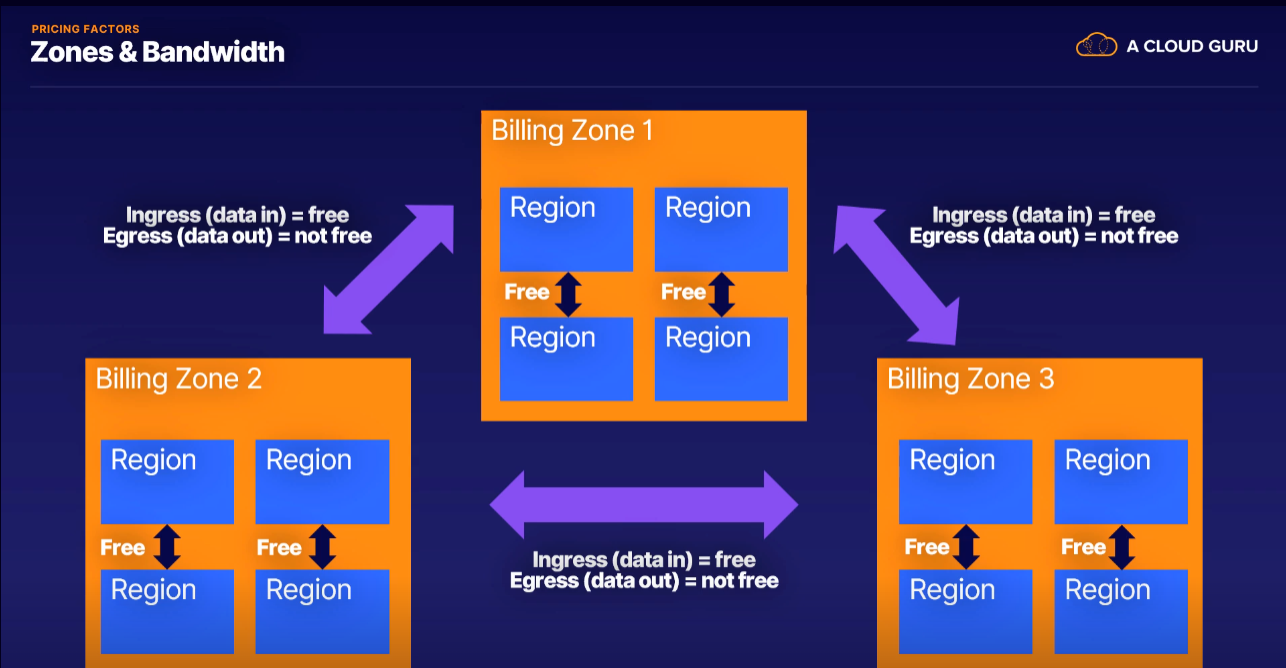 PRICING FACTORS
Zones & Bandwidth
A CLOUD GURU
Billing Zone 1
Region
Region
Free
Free
Region
Region
Ingress (data in) = free
Egress (data out) = not free
Ingress (data in) = free
Egress (data out) = not free
Billing Zone 2
Region
Region
Free
Free
Region
Region
Ingress (data in) = free
Egress (data out) = not free
Billing Zone 3
Region
Region
Free
Free
Region
Region